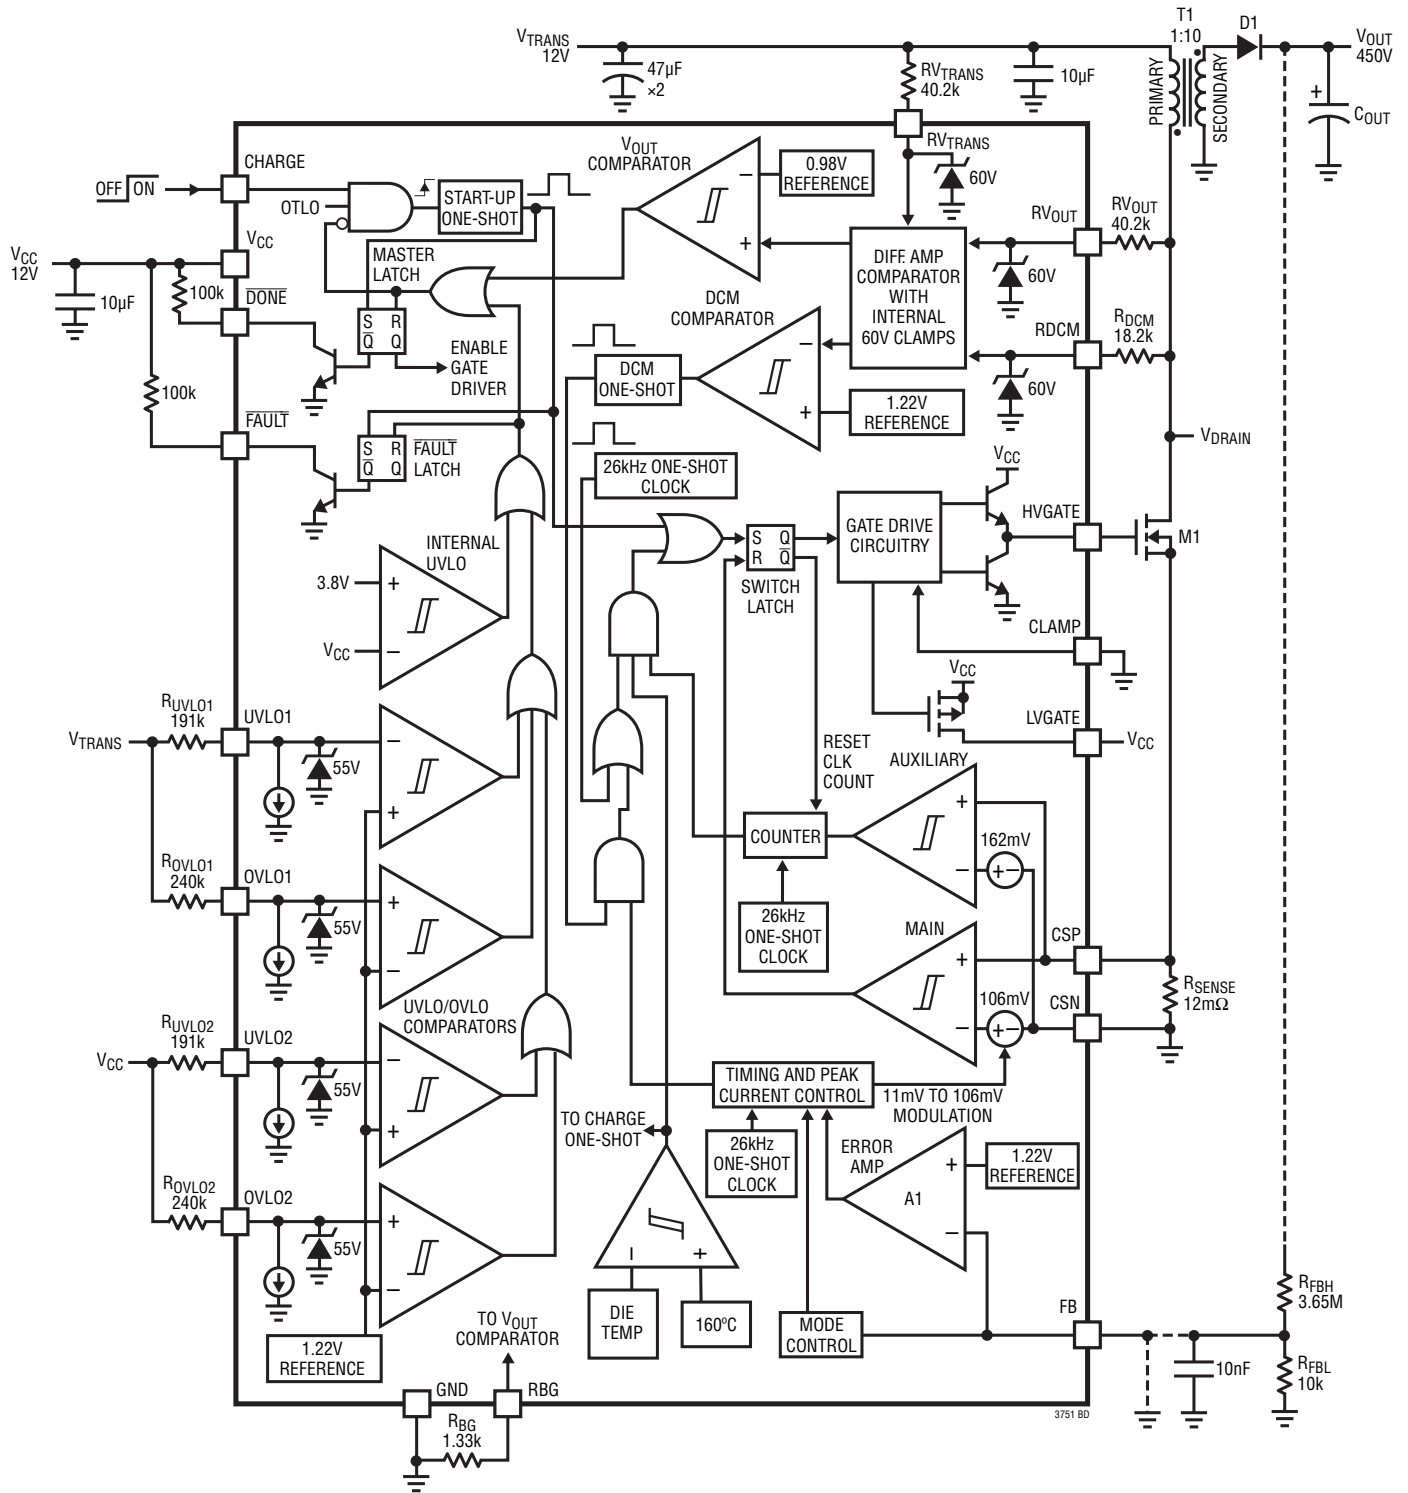 VTRANS
12V
47µF
×2
RVTRANS
40.2k
10µF
T1
1:10
PRIMARY
SECONDARY
D1
VOUT
450V
+
COUT
OFF ON
CHARGE
OTLO
START-UP
ONE-SHOT
VOUT
COMPARATOR
−
+
0.98V
REFERENCE
RVTRANS
60V
DIFF. AMP
COMPARATOR
WITH
INTERNAL
60V CLAMPS
RVOUT
60V
RVOUT
40.2k
RDCM
60V
RDCM
18.2k
VCC
12V
10µF
VCC
100k
DONE
100k
FAULT
MASTER
LATCH
S R
Q Q
ENABLE
GATE
DRIVER
S R
Q Q
FAULT
LATCH
DCM
COMPARATOR
−
+
1.22V
REFERENCE
DCM
ONE-SHOT
26kHz ONE-SHOT
CLOCK
VDRAIN
VCC
HVGATE
M1
GATE DRIVE
CIRCUITRY
S Q
R Q
SWITCH
LATCH
CLAMP
VCC
LVGATE
VCC
INTERNAL
UVLO
3.8V
+
VCC
−
VTRANS
RUVLO1
191k
UVLO1
55V
−
+
ROVLO1
240k
OVLO1
55V
+
−
UVLO/OVLO
COMPARATORS
VCC
RUVLO2
191k
UVLO2
55V
−
+
ROVLO2
240k
OVLO2
55V
+
−
1.22V
REFERENCE
RESET
CLK
COUNT
AUXILIARY
+
−
COUNTER
162mV
+−
26kHz
ONE-SHOT
CLOCK
MAIN
+
−
106mV
+−
CSP
CSN
RSENSE
12mΩ
TIMING AND PEAK
CURRENT CONTROL
11mV TO 106mV
MODULATION
26kHz
ONE-SHOT
CLOCK
ERROR
AMP
A1
+
−
1.22V
REFERENCE
TO CHARGE
ONE-SHOT
−
+
DIE
TEMP
160ºC
MODE
CONTROL
FB
RFBH
3.65M
RFBL
10k
10nF
TO VOUT
COMPARATOR
GND
RBG
RBG
1.33k
3751 BD